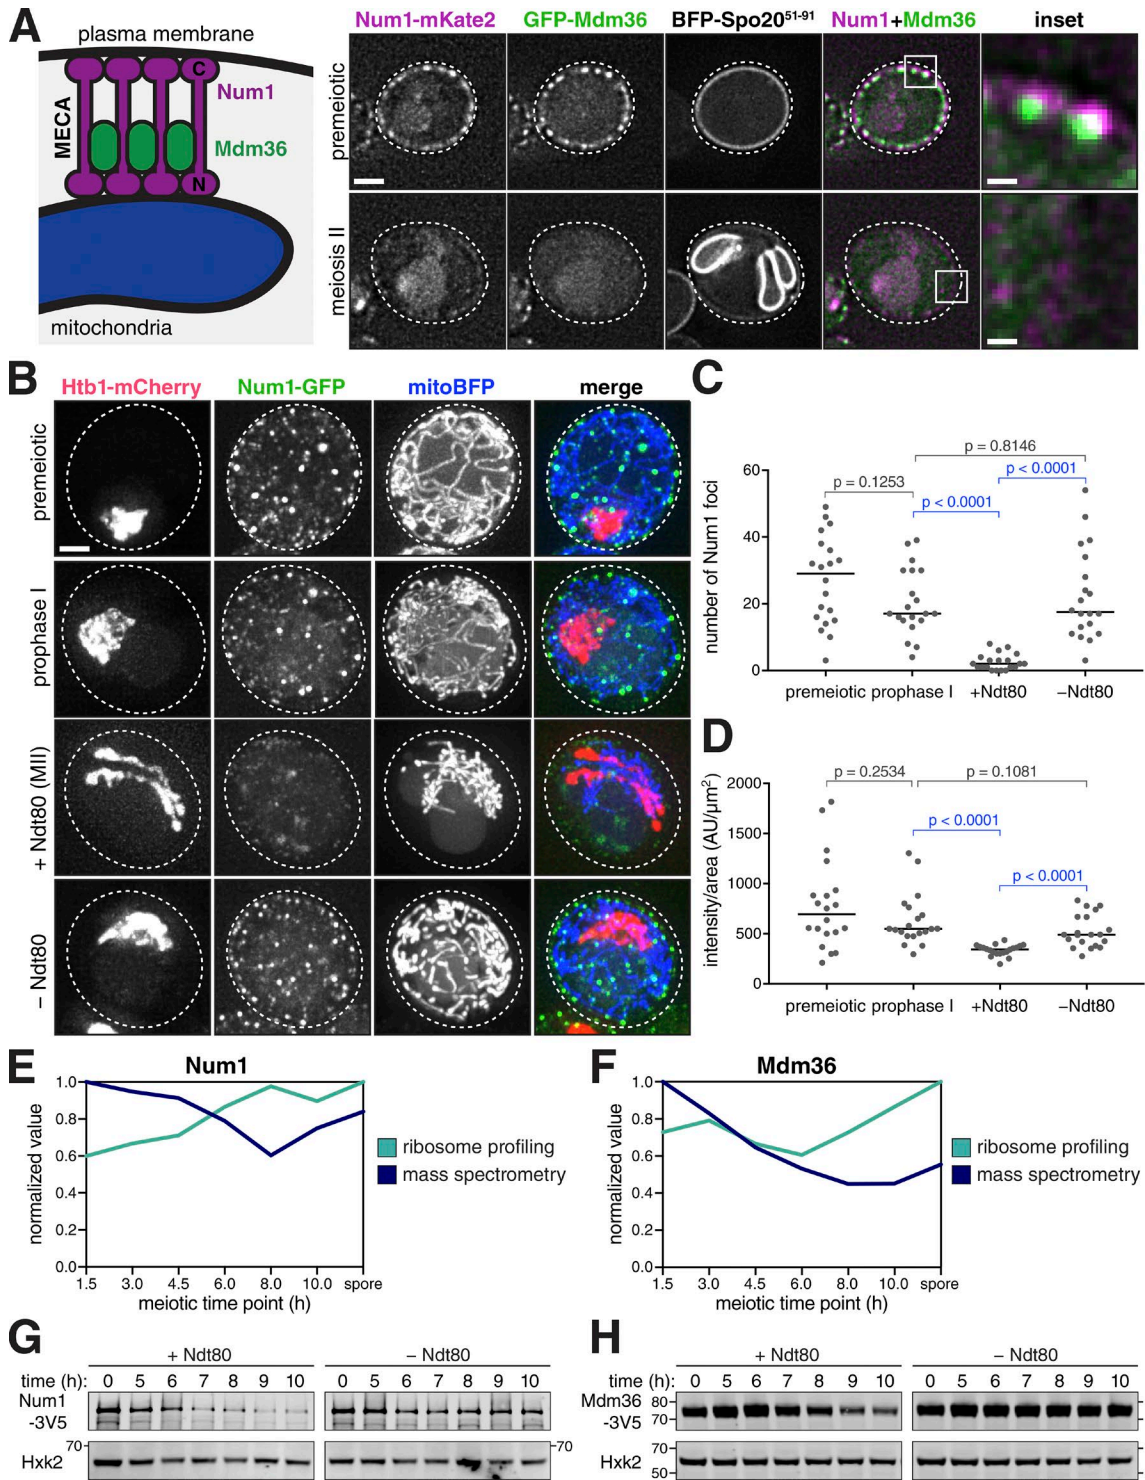 A
plasma membrane
C
Num1
MECA
Mdm36
N
mitochondria
Num1-mKate2 GFP-Mdm36 BFP-Spo20⁵¹⁻⁹¹ Num1+Mdm36 inset
premeiotic
meiosis II
B
Htb1-mCherry Num1-GFP mitoBFP merge
premeiotic
prophase I
+ Ndt80 (MII)
– Ndt80
C
number of Num1 foci
60
40
20
0
p = 0.8146
p < 0.0001
p = 0.1253
p < 0.0001
premeiotic prophase I +Ndt80 –Ndt80
D
intensity/area (AU/μm²)
2000
1500
1000
500
0
p = 0.2534 p = 0.1081
p < 0.0001
p < 0.0001
premeiotic prophase I +Ndt80 –Ndt80
E
Num1
normalized value
1.0
0.8
0.6
0.4
0.2
0.0
1.5 3.0 4.5 6.0 8.0 10.0 spore
meiotic time point (h)
ribosome profiling
mass spectrometry
F
Mdm36
normalized value
1.0
0.8
0.6
0.4
0.2
0.0
1.5 3.0 4.5 6.0 8.0 10.0 spore
meiotic time point (h)
ribosome profiling
mass spectrometry
G
+ Ndt80 – Ndt80
time (h): 0 5 6 7 8 9 10 0 5 6 7 8 9 10
Num1
-3V5
70 70
Hxk2
H
+ Ndt80 – Ndt80
time (h): 0 5 6 7 8 9 10 0 5 6 7 8 9 10
Mdm36 80
-3V5 70
70
Hxk2
50